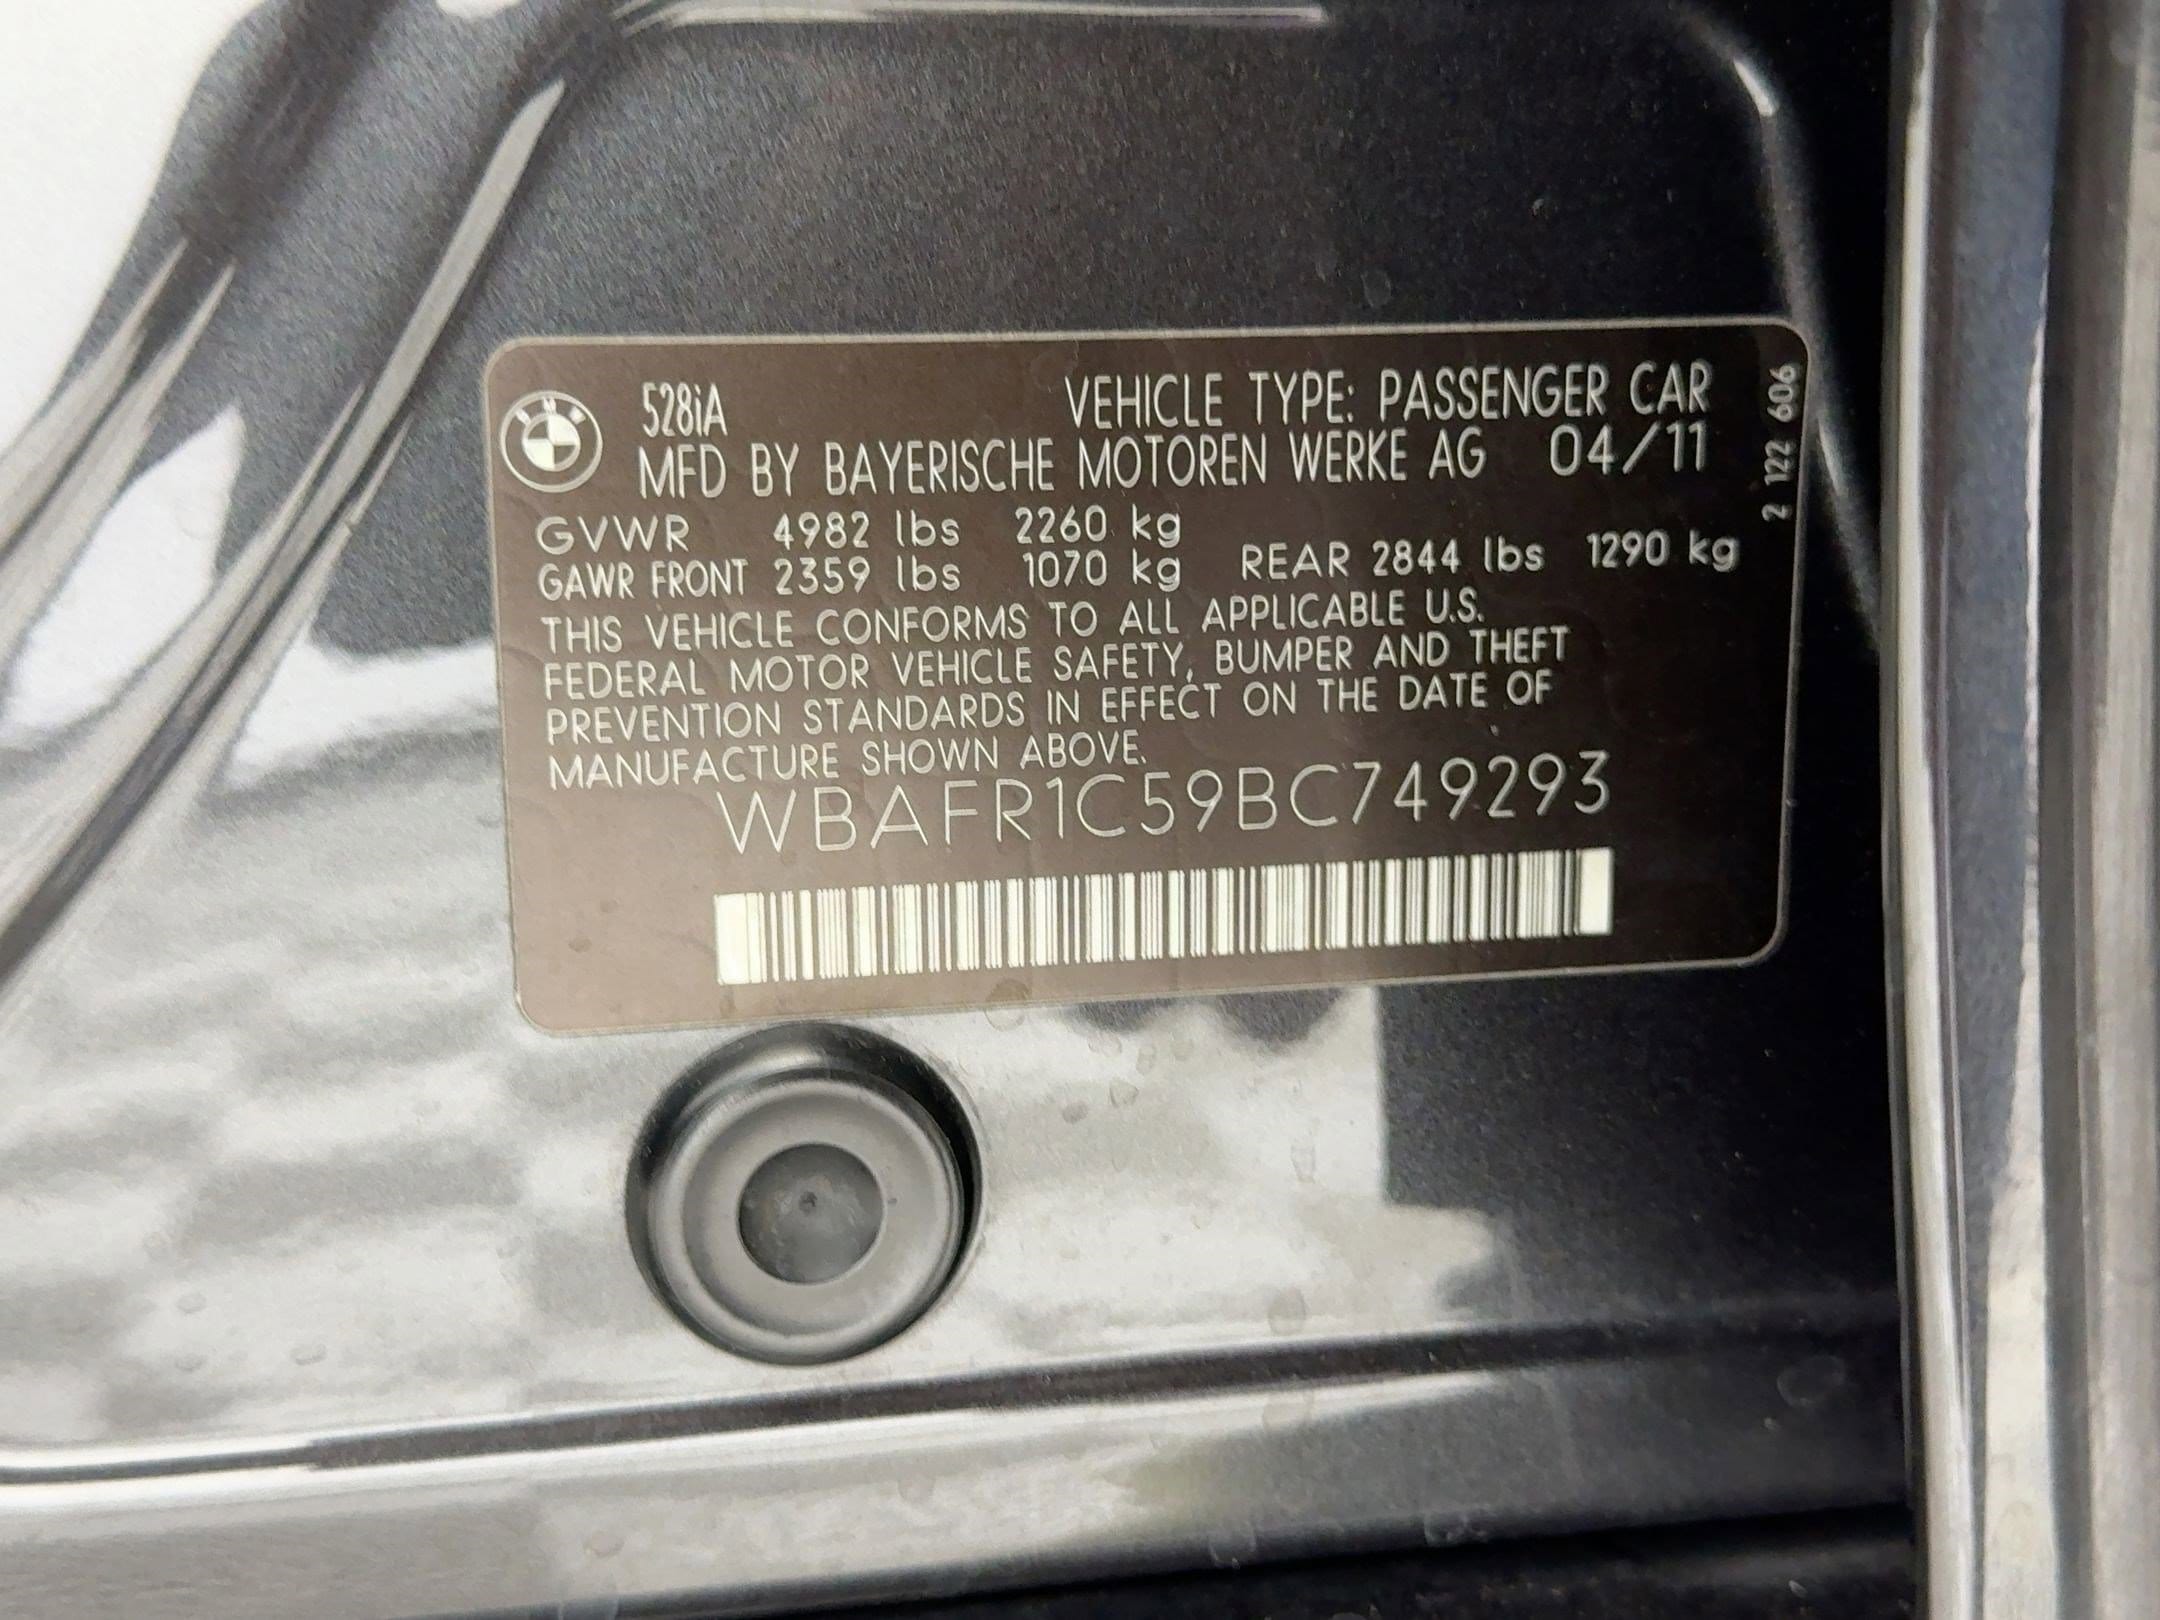 BMW
528iA VEHICLE TYPE: PASSENGER CAR
MFD BY BAYERISCHE MOTOREN WERKE AG 04/11
GVWR 4982 lbs 2260 kg
GAWR FRONT 2359 lbs 1070 kg REAR 2844 lbs 1290 kg
THIS VEHICLE CONFORMS TO ALL APPLICABLE U.S.
FEDERAL MOTOR VEHICLE SAFETY, BUMPER AND THEFT
PREVENTION STANDARDS IN EFFECT ON THE DATE OF
MANUFACTURE SHOWN ABOVE.
WBAFR1C59BC749293
2 122 606